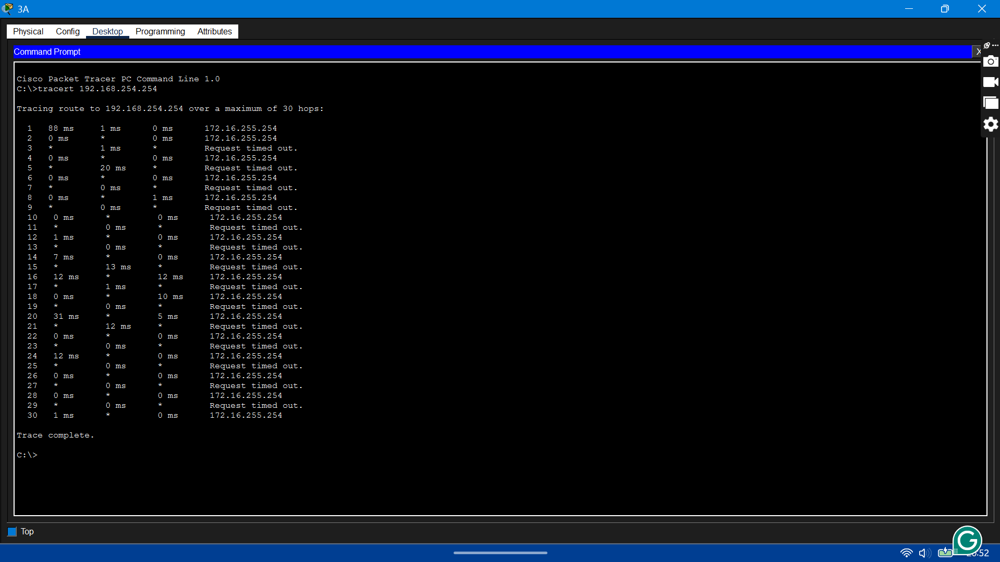 3A
Physical Config Desktop Programming Attributes
Command Prompt
X
Cisco Packet Tracer PC Command Line 1.0
C:\>tracert 192.168.254.254
Tracing route to 192.168.254.254 over a maximum of 30 hops:
1 88 ms 1 ms 0 ms 172.16.255.254
2 0 ms * 0 ms 172.16.255.254
3 * 1 ms * Request timed out.
4 0 ms * 0 ms 172.16.255.254
5 * 20 ms * Request timed out.
6 0 ms * 0 ms 172.16.255.254
7 * 0 ms * Request timed out.
8 0 ms * 1 ms 172.16.255.254
9 * 0 ms * Request timed out.
10 0 ms * 0 ms 172.16.255.254
11 * 0 ms * Request timed out.
12 1 ms * 0 ms 172.16.255.254
13 * 0 ms * Request timed out.
14 7 ms * 0 ms 172.16.255.254
15 * 13 ms * Request timed out.
16 12 ms * 12 ms 172.16.255.254
17 * 1 ms * Request timed out.
18 0 ms * 10 ms 172.16.255.254
19 * 0 ms * Request timed out.
20 31 ms * 5 ms 172.16.255.254
21 * 12 ms * Request timed out.
22 0 ms * 0 ms 172.16.255.254
23 * 0 ms * Request timed out.
24 12 ms * 0 ms 172.16.255.254
25 * 0 ms * Request timed out.
26 0 ms * 0 ms 172.16.255.254
27 * 0 ms * Request timed out.
28 0 ms * 0 ms 172.16.255.254
29 * 0 ms * Request timed out.
30 1 ms * 0 ms 172.16.255.254
Trace complete.
C:\>
Top
G